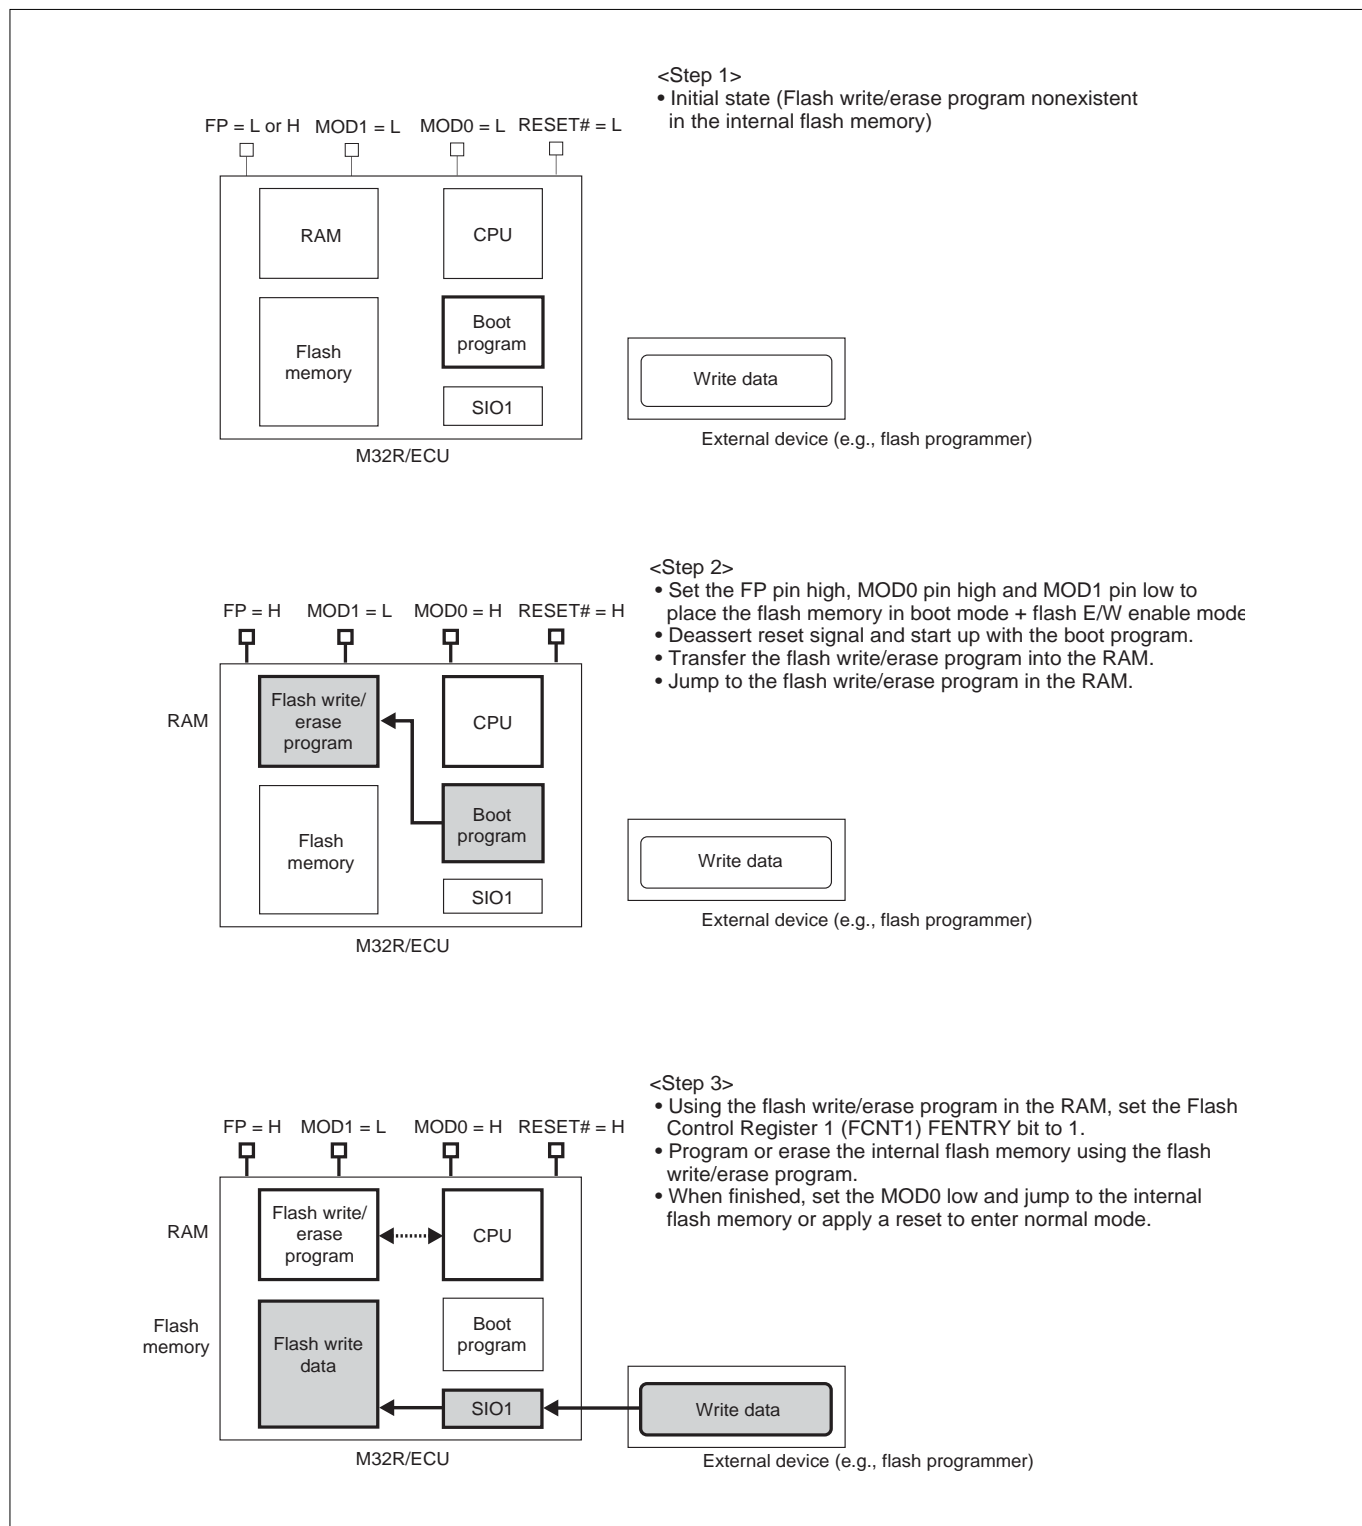 <Step 1>
• Initial state (Flash write/erase program nonexistent
in the internal flash memory)
FP = L or H MOD1 = L MOD0 = L RESET# = L
RAM
CPU
Flash
memory
Boot
program
SIO1
M32R/ECU
Write data
External device (e.g., flash programmer)
<Step 2>
• Set the FP pin high, MOD0 pin high and MOD1 pin low to
place the flash memory in boot mode + flash E/W enable mode
• Deassert reset signal and start up with the boot program.
• Transfer the flash write/erase program into the RAM.
• Jump to the flash write/erase program in the RAM.
FP = H MOD1 = L MOD0 = H RESET# = H
RAM
Flash write/
erase
program
CPU
Flash
memory
Boot
program
SIO1
M32R/ECU
Write data
External device (e.g., flash programmer)
<Step 3>
• Using the flash write/erase program in the RAM, set the Flash
Control Register 1 (FCNT1) FENTRY bit to 1.
• Program or erase the internal flash memory using the flash
write/erase program.
• When finished, set the MOD0 low and jump to the internal
flash memory or apply a reset to enter normal mode.
FP = H MOD1 = L MOD0 = H RESET# = H
RAM
Flash write/
erase
program
CPU
Flash
memory
Flash write
data
Boot
program
SIO1
M32R/ECU
Write data
External device (e.g., flash programmer)